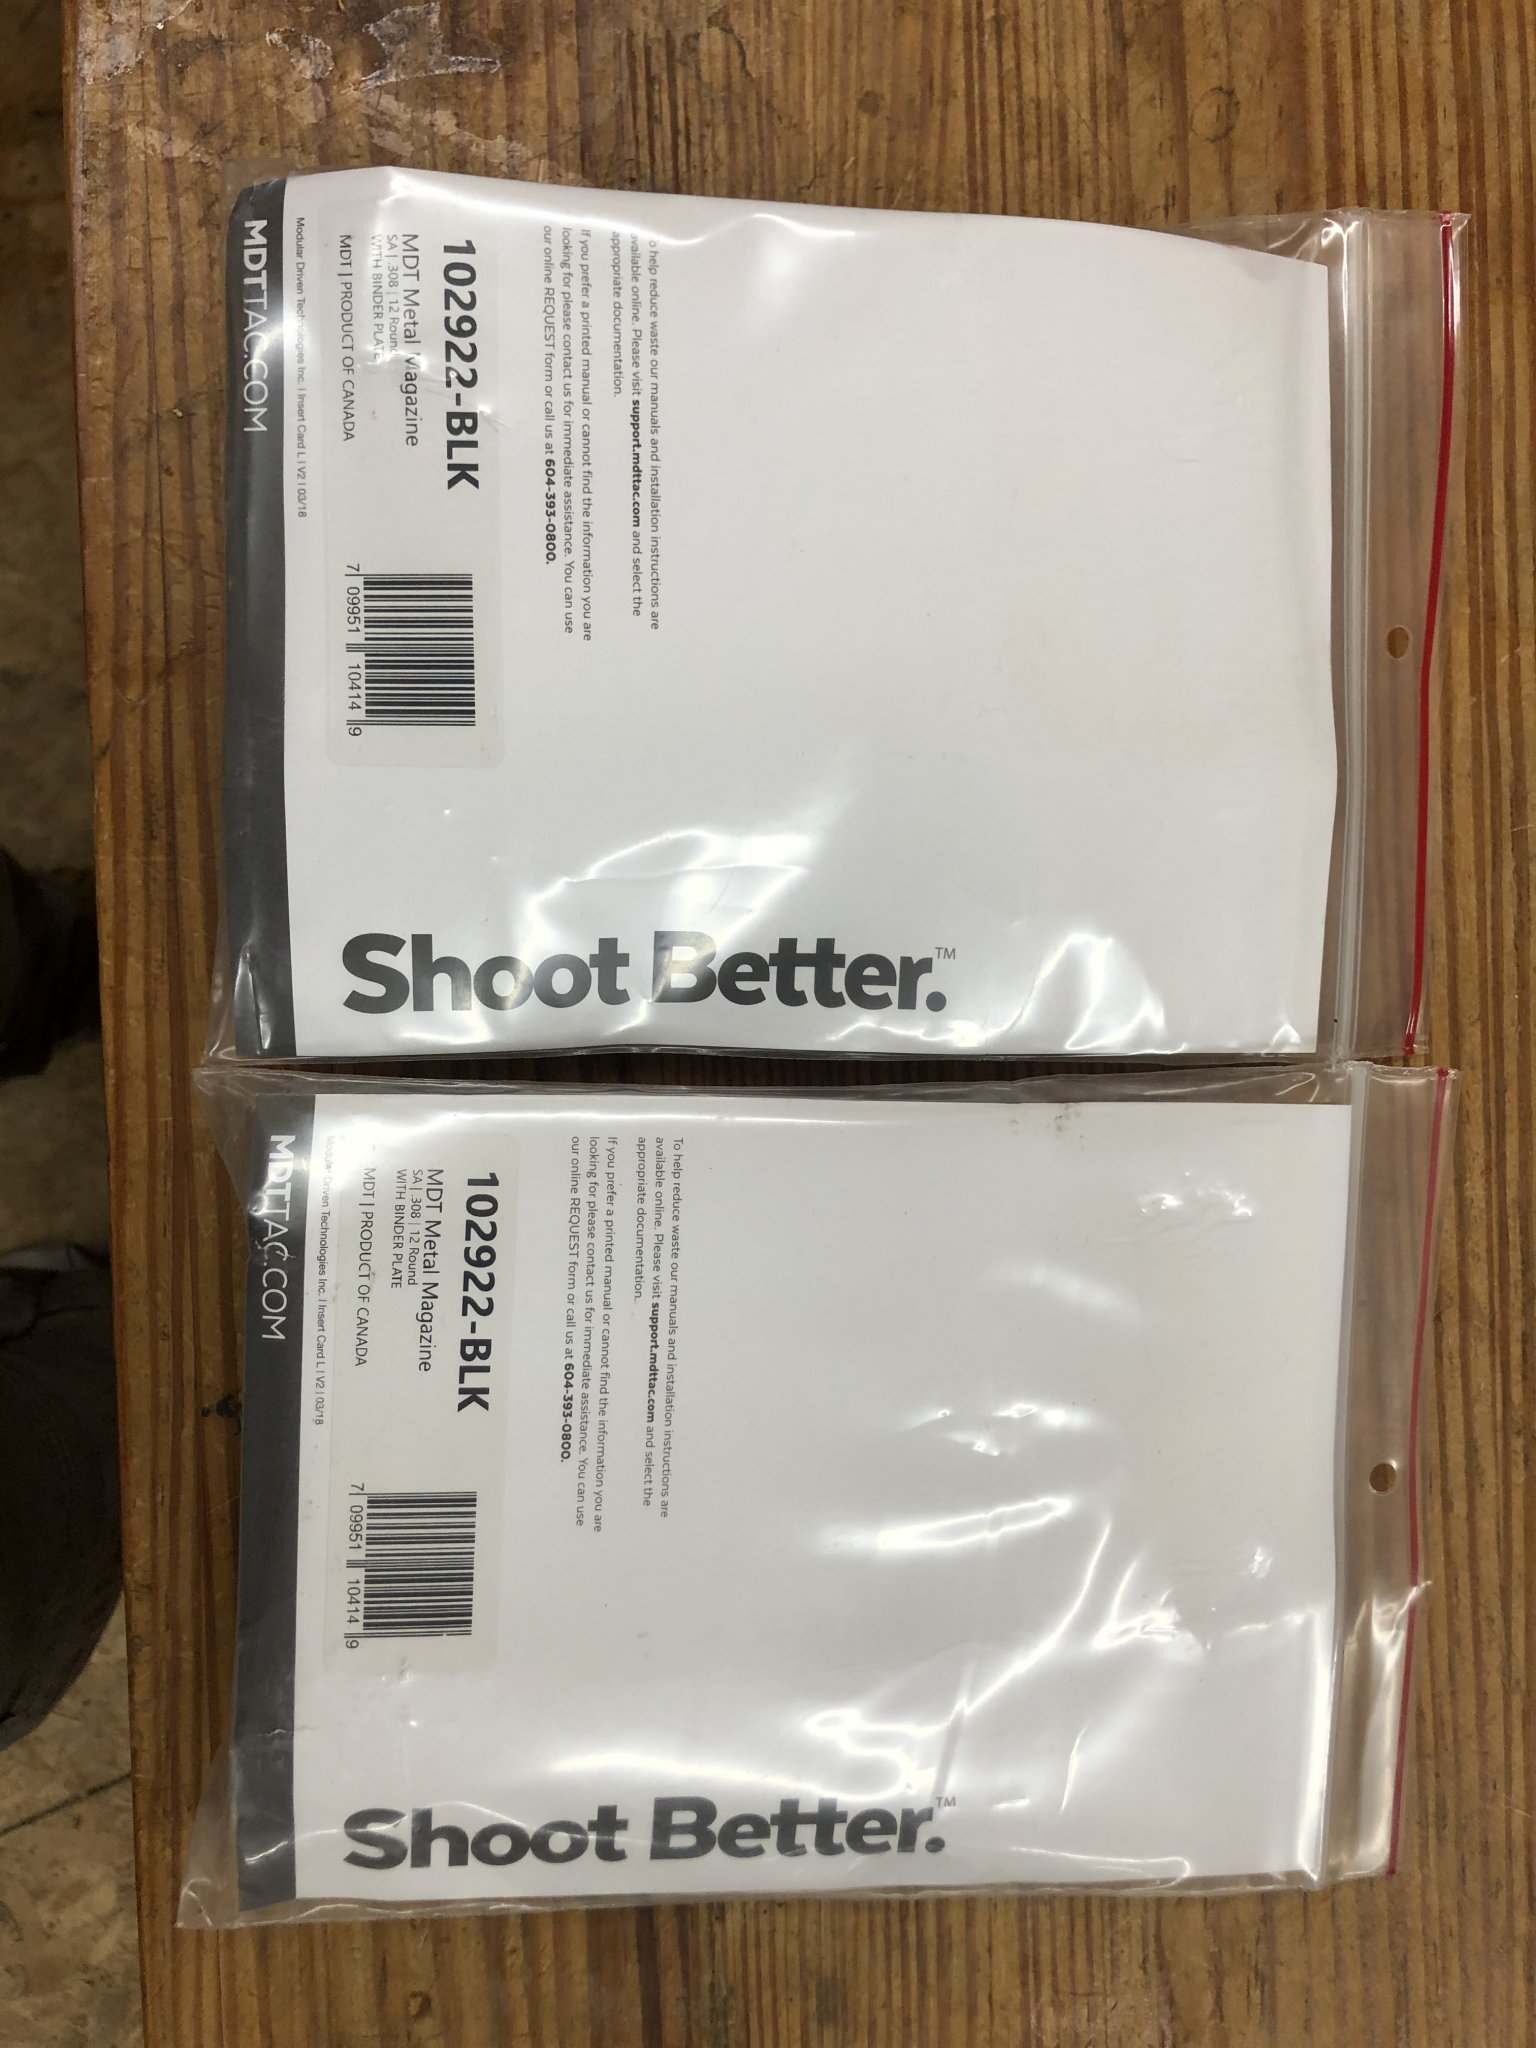 To help reduce waste our manuals and installation instructions are
available online. Please visit support.mdttac.com and select the
appropriate documentation.
If you prefer a printed manual or cannot find the information you are
looking for please contact us for immediate assistance. You can use
our online REQUEST form or call us at 604-393-0800.
102922-BLK
MDT Metal Magazine
SA | .308 | 12 Round
WITH BINDER PLATE
MDT | PRODUCT OF CANADA
7 09951 10414 9
Modular Driven Technologies Inc. | Insert Card L | V2 | 03/18
MDTTAC.COM
Shoot Better.™
o help reduce waste our manuals and installation instructions are
available online. Please visit support.mdttac.com and select the
appropriate documentation.
If you prefer a printed manual or cannot find the information you are
looking for please contact us for immediate assistance. You can use
our online REQUEST form or call us at 604-393-0800.
102922-BLK
MDT Metal Magazine
SA | .308 | 12 Round
WITH BINDER PLATE
MDT | PRODUCT OF CANADA
7 09951 10414 9
Modular Driven Technologies Inc. | Insert Card L | V2 | 03/18
MDTTAC.COM
Shoot Better.™